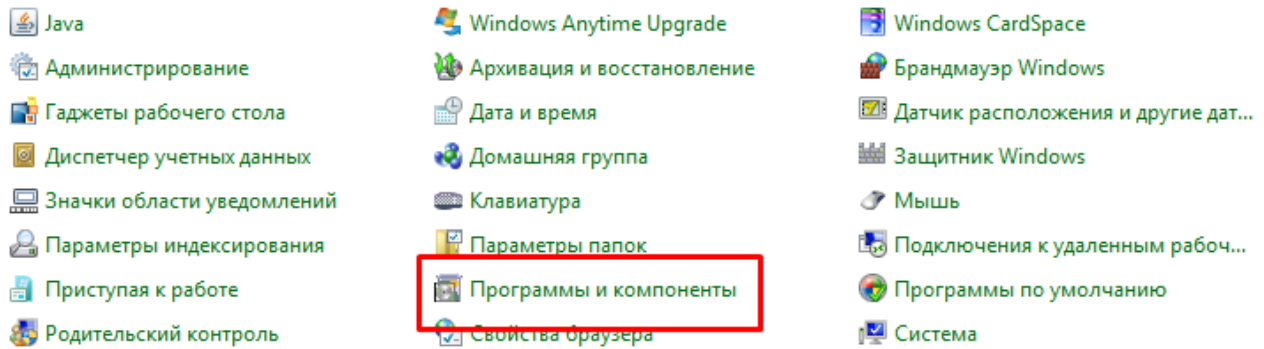 Java Windows Anytime Upgrade Windows CardSpace
Администрирование Архивация и восстановление Брандмауэр Windows
Гаджеты рабочего стола Дата и время Датчик расположения и другие дат...
Диспетчер учетных данных Домашняя группа Защитник Windows
Значки области уведомлений Клавиатура Мышь
Параметры индексирования Параметры папок Подключения к удаленным рабоч...
Приступая к работе Программы и компоненты Программы по умолчанию
Родительский контроль Свойства браузера Система